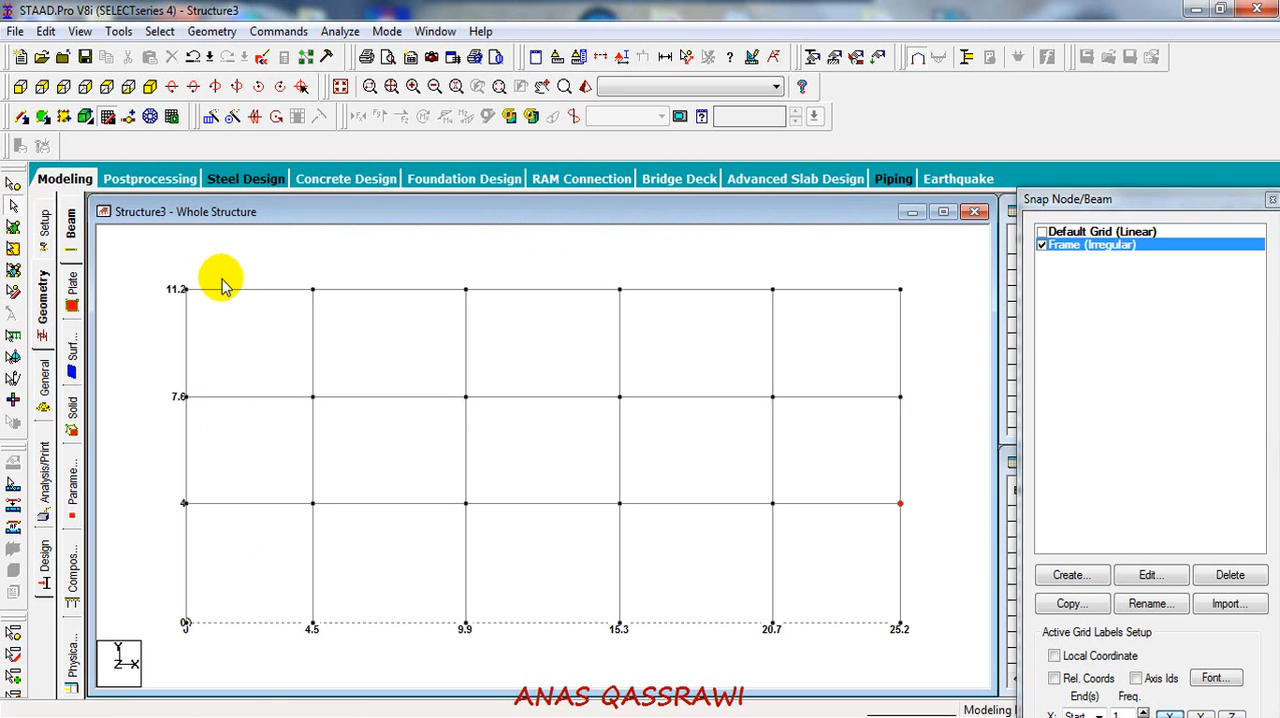 STAAD.Pro V8i (SELECTseries 4) - Structure3
File Edit View Tools Select Geometry Commands Analyze Mode Window Help
Modeling Postprocessing Steel Design Concrete Design Foundation Design RAM Connection Bridge Deck Advanced Slab Design Piping Earthquake
Setup
Geometry
General
Analysis/Print
Design
Beam
Plate
Surf...
Solid
Parame...
Compos...
Physica...
Structure3 - Whole Structure
11.2
7.6
4
0
4.5 9.9 15.3 20.7 25.2
Y
Z X
Snap Node/Beam
Default Grid (Linear)
Frame (Irregular)
Create... Edit... Delete
Copy... Rename... Import...
Active Grid Labels Setup
Local Coordinate
Rel. Coords Axis Ids Font...
End(s) Freq.
X: Start 1
ANAS QASSRAWI